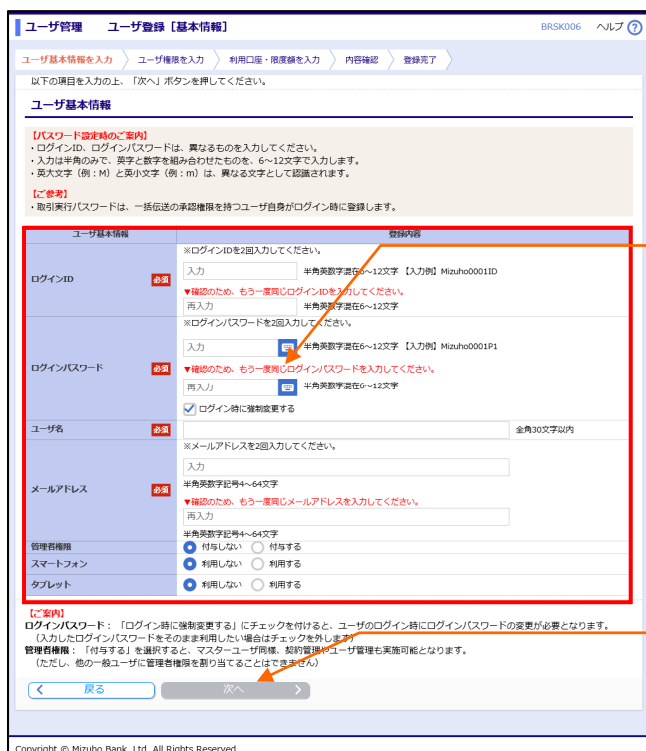 ユーザ管理　ユーザ登録［基本情報］
BRSK006 ヘルプ ?
ユーザ基本情報を入力 ユーザ権限を入力 利用口座・限度額を入力 内容確認 登録完了
以下の項目を入力の上、「次へ」ボタンを押してください。
ユーザ基本情報
【パスワード設定時のご案内】
・ログインID、ログインパスワードは、異なるものを入力してください。
・入力は半角のみで、英字と数字を組み合わせたものを、6～12文字で入力します。
・英大文字（例：M）と英小文字（例：m）は、異なる文字として認識されます。
【ご参考】
・取引実行パスワードは、一括伝送の承認権限を持つユーザ自身がログイン時に登録します。
ユーザ基本情報 登録内容
※ログインIDを2回入力してください。
ログインID 必須
入力 半角英数字混在6～12文字 【入力例】Mizuho0001ID
▼確認のため、もう一度同じログインIDを入力してください。
再入力 半角英数字混在6～12文字
※ログインパスワードを2回入力してください。
入力 半角英数字混在6～12文字 【入力例】Mizuho0001P1
ログインパスワード 必須
▼確認のため、もう一度同じログインパスワードを入力してください。
再入力 半角英数字混在6～12文字
ログイン時に強制変更する
ユーザ名 必須 全角30文字以内
※メールアドレスを2回入力してください。
入力
メールアドレス 必須
半角英数字記号4～64文字
▼確認のため、もう一度同じメールアドレスを入力してください。
再入力
半角英数字記号4～64文字
管理者権限 付与しない 付与する
スマートフォン 利用しない 利用する
タブレット 利用しない 利用する
【ご案内】
ログインパスワード：「ログイン時に強制変更する」にチェックを付けると、ユーザのログイン時にログインパスワードの変更が必要となります。
（入力したログインパスワードをそのまま利用したい場合はチェックを外します）
管理者権限：「付与する」を選択すると、マスターユーザ同様、契約管理やユーザ管理も実施可能となります。
（ただし、他の一般ユーザに管理者権限を割り当てることはできません）
戻る 次へ
Copyright © Mizuho Bank, Ltd. All Rights Reserved.